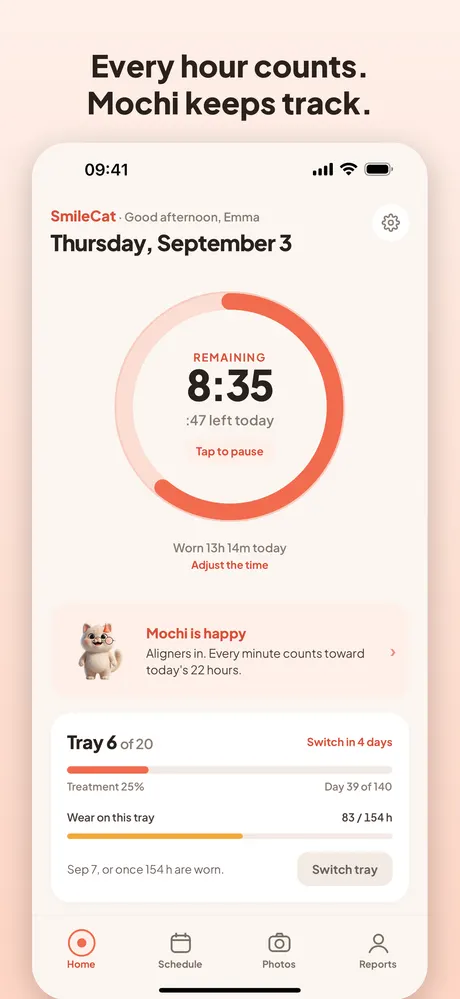 Every hour counts.
Mochi keeps track.
09:41
SmileCat · Good afternoon, Emma
Thursday, September 3
REMAINING
8:35
:47 left today
Tap to pause
Worn 13h 14m today
Adjust the time
Mochi is happy
Aligners in. Every minute counts toward
today's 22 hours.
Tray 6 of 20
Switch in 4 days
Treatment 25%
Day 39 of 140
Wear on this tray
83 / 154 h
Sep 7, or once 154 h are worn.
Switch tray
Home
Schedule
Photos
Reports